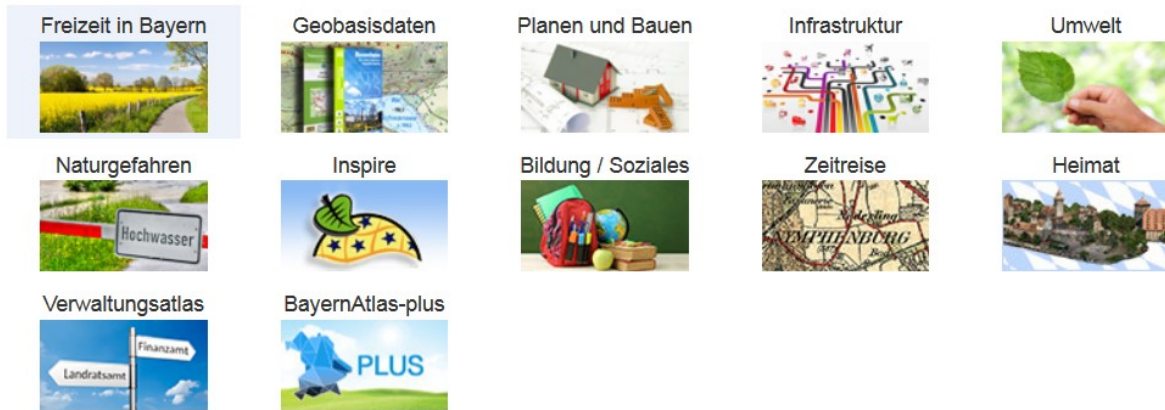 Freizeit in Bayern
Geobasisdaten
Planen und Bauen
Infrastruktur
Umwelt
Naturgefahren
Inspire
Bildung / Soziales
Zeitreise
Heimat
Hochwasser
NYMPHENBURG
Verwaltungsatlas
BayernAtlas-plus
Finanzamt
Landratsamt
PLUS